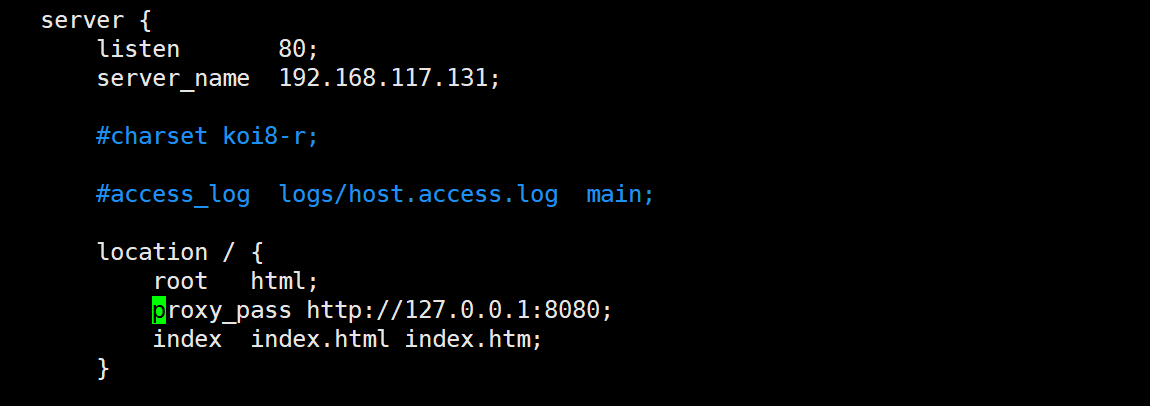 server {
listen 80;
server_name 192.168.117.131;
#charset koi8-r;
#access_log logs/host.access.log main;
location / {
root html;
proxy_pass http://127.0.0.1:8080;
index index.html index.htm;
}